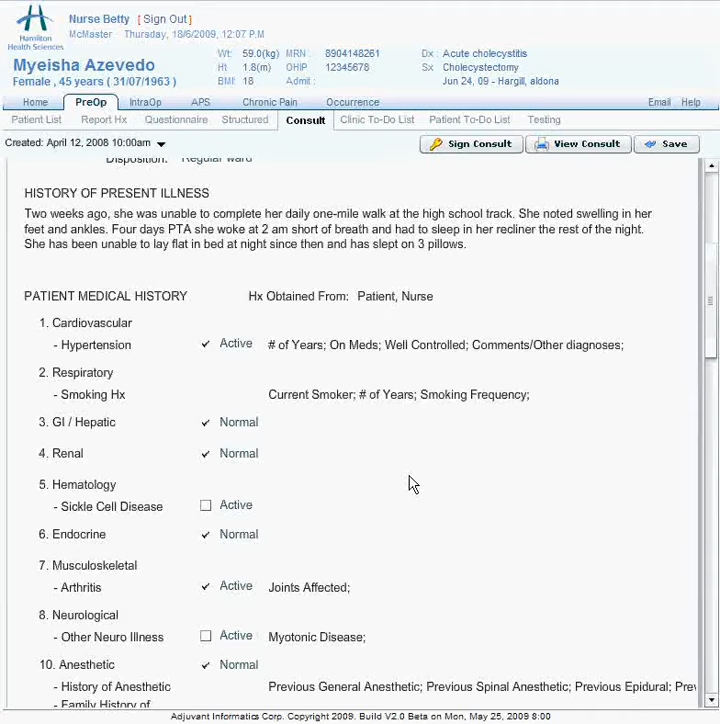 Hamilton
Health Sciences
Nurse Betty [ Sign Out ]
McMaster Thursday, 18/6/2009, 12:07 P.M
Myeisha Azevedo
Female , 45 years ( 31/07/1963 )
Wt: 59.0(kg) MRN : 8904148261 Dx : Acute cholecystitis
Ht 1.8(m) OHIP 12345678 Sx Cholecystectomy
BMI: 18 Admit : Jun 24, 09 - Hargill, aldona
Home PreOp IntraOp APS Chronic Pain Occurrence Email Help
Patient List Report Hx Questionnaire Structured Consult Clinic To-Do List Patient To-Do List Testing
Created: April 12, 2008 10:00am Sign Consult View Consult Save
Disposition: Regular ward
HISTORY OF PRESENT ILLNESS
Two weeks ago, she was unable to complete her daily one-mile walk at the high school track. She noted swelling in her
feet and ankles. Four days PTA she woke at 2 am short of breath and had to sleep in her recliner the rest of the night.
She has been unable to lay flat in bed at night since then and has slept on 3 pillows.
PATIENT MEDICAL HISTORY Hx Obtained From: Patient, Nurse
1. Cardiovascular
- Hypertension Active # of Years; On Meds; Well Controlled; Comments/Other diagnoses;
2. Respiratory
- Smoking Hx Current Smoker; # of Years; Smoking Frequency;
3. GI / Hepatic Normal
4. Renal Normal
5. Hematology
- Sickle Cell Disease Active
6. Endocrine Normal
7. Musculoskeletal
- Arthritis Active Joints Affected;
8. Neurological
- Other Neuro Illness Active Myotonic Disease;
10. Anesthetic Normal
- History of Anesthetic Previous General Anesthetic; Previous Spinal Anesthetic; Previous Epidural; Prev
- Family History of
Adjuvant Informatics Corp. Copyright 2009. Build V2.0 Beta on Mon, May 25, 2009 8:00